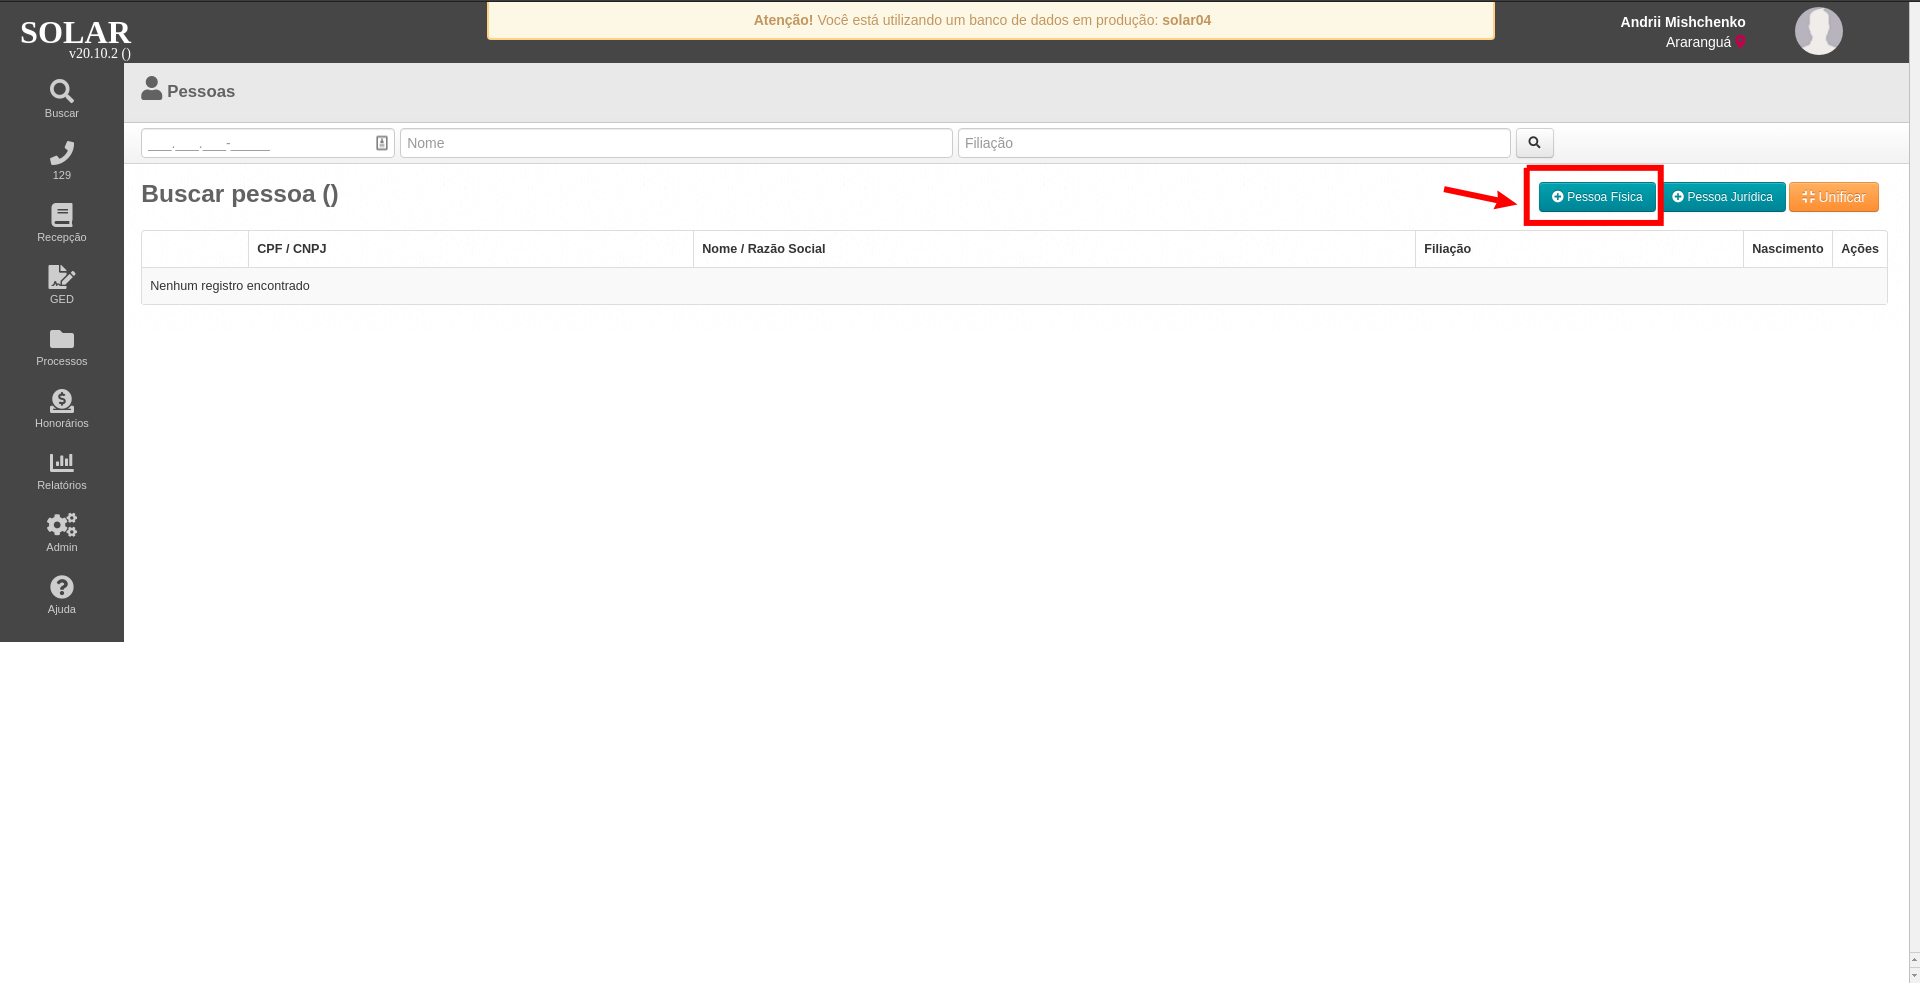 SOLAR
v20.10.2 ()
Atenção! Você está utilizando um banco de dados em produção: solar04
Andrii Mishchenko
Araranguá
Buscar
129
Recepção
GED
Processos
Honorários
Relatórios
Admin
Ajuda
Pessoas
___.___.___-_____ Nome Filiação
Buscar pessoa ()
Pessoa Física Pessoa Jurídica Unificar
CPF / CNPJ Nome / Razão Social Filiação Nascimento Ações
Nenhum registro encontrado